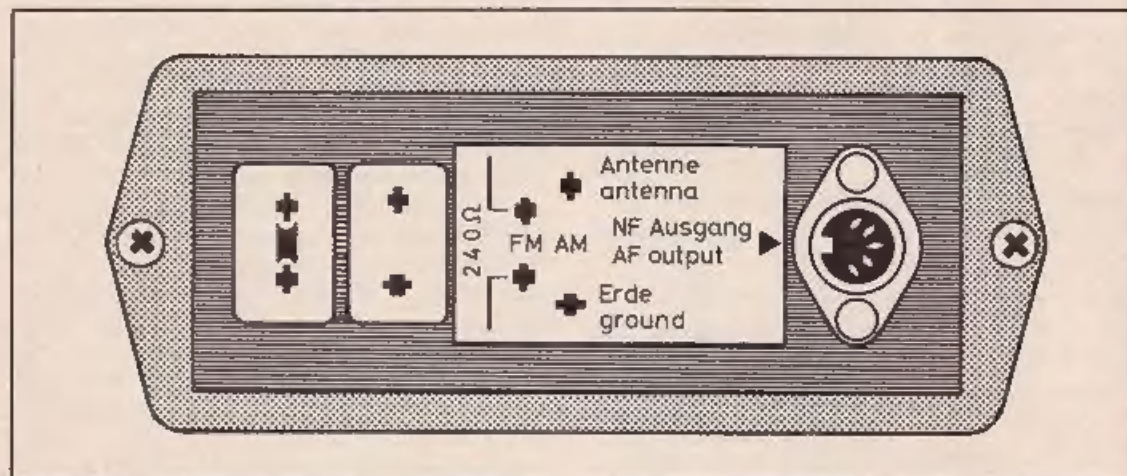 240Ω
FM AM
Antenne
antenna
NF Ausgang
AF output
Erde
ground